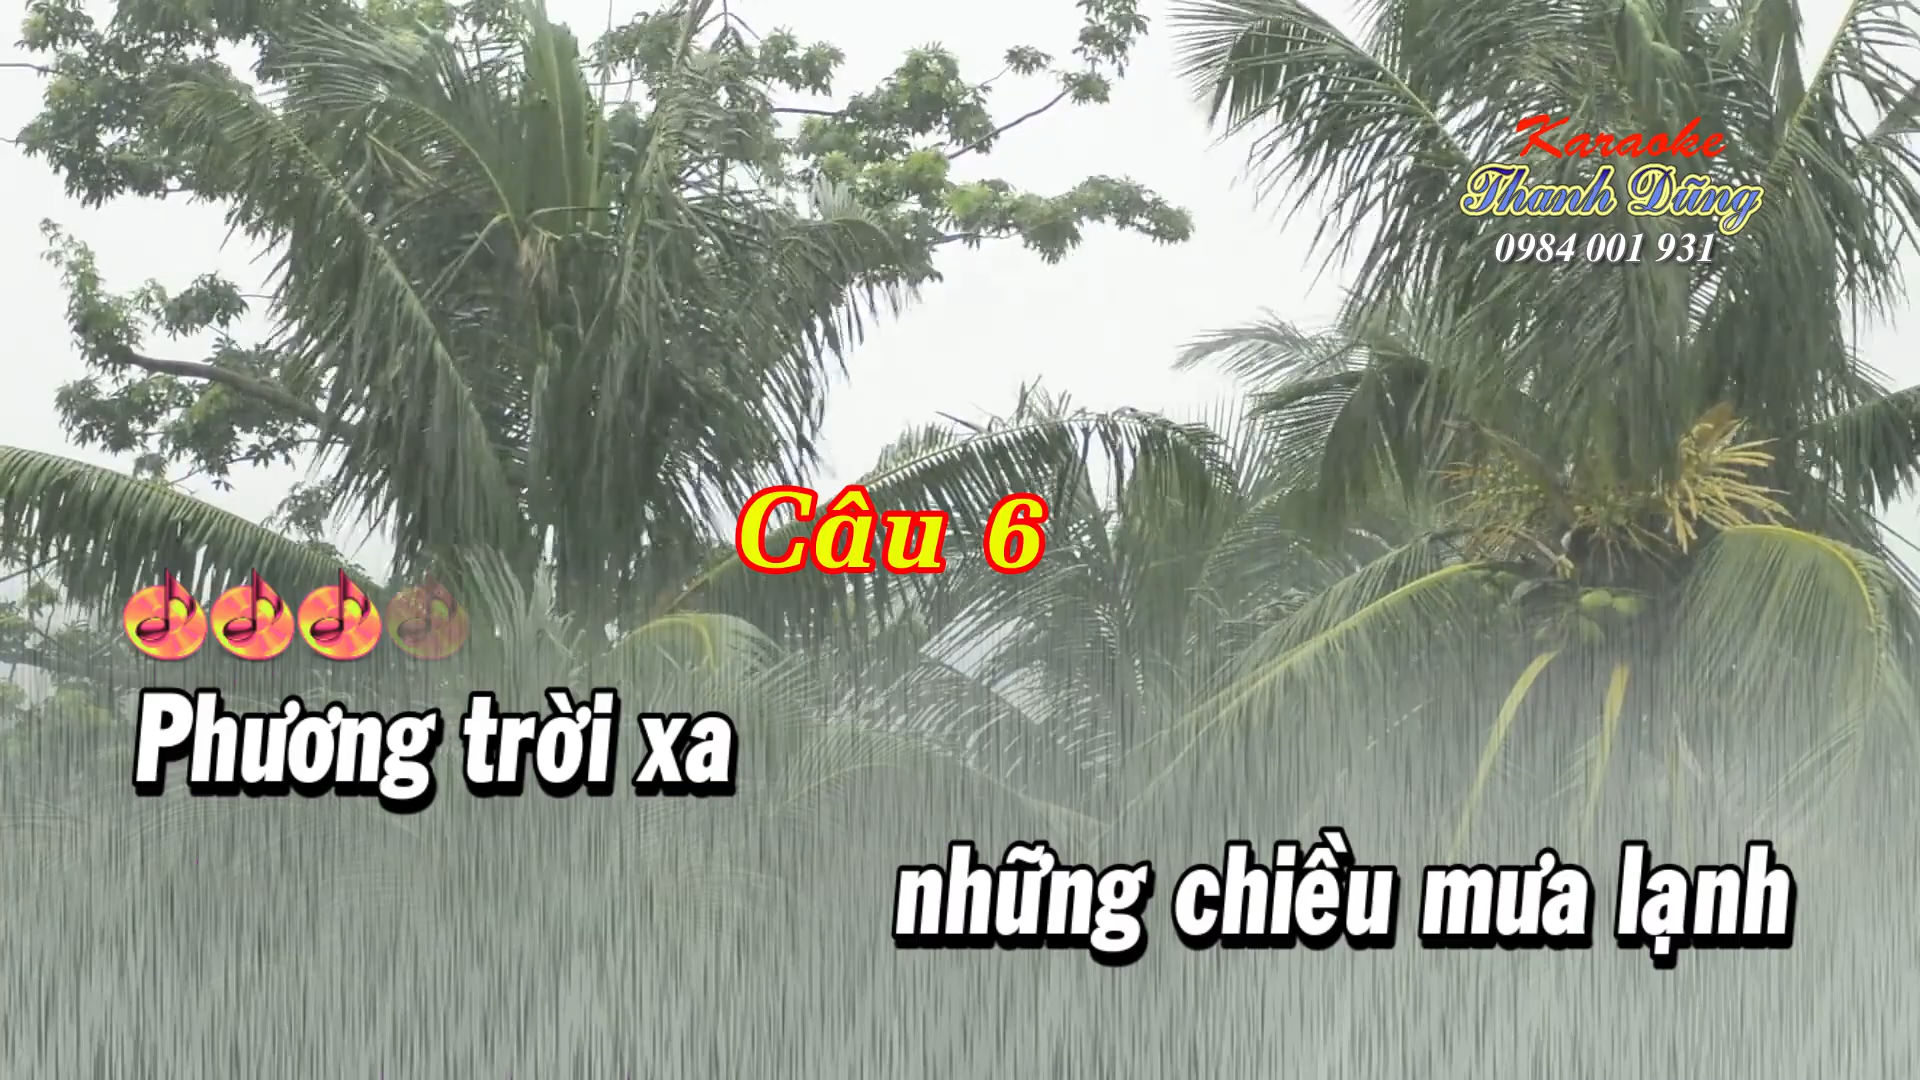 Karaoke
Thanh Dũng
0984 001 931
Câu 6
Phương trời xa
những chiều mưa lạnh